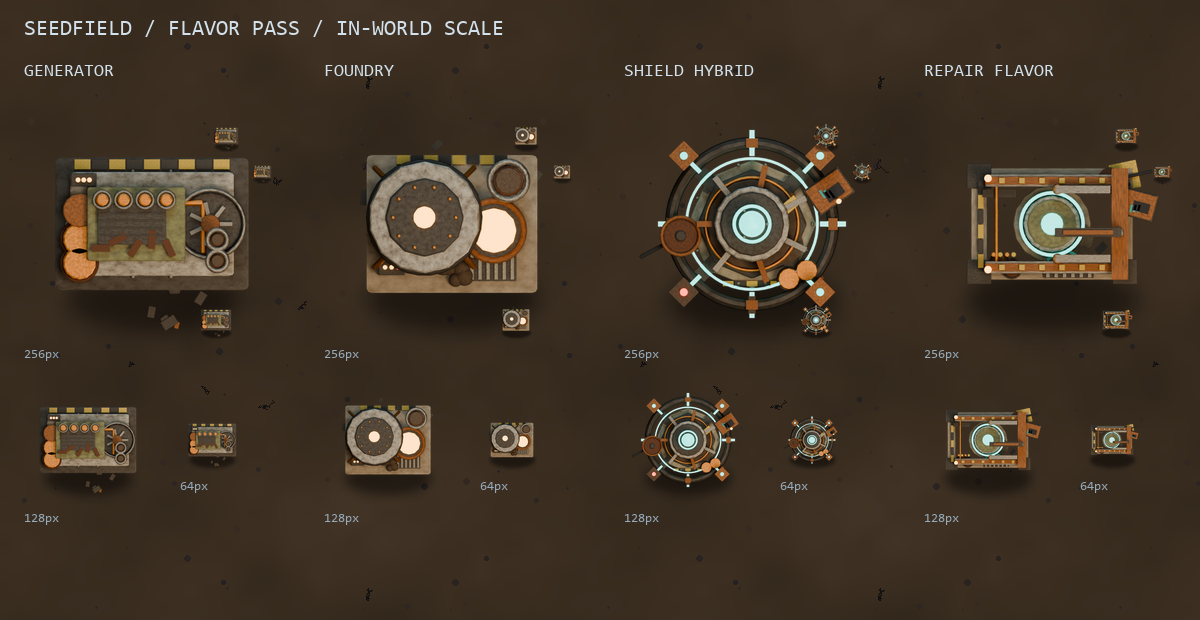 SEEDFIELD / FLAVOR PASS / IN-WORLD SCALE
GENERATOR
FOUNDRY
SHIELD HYBRID
REPAIR FLAVOR
256px
256px
256px
256px
64px
64px
64px
64px
128px
128px
128px
128px